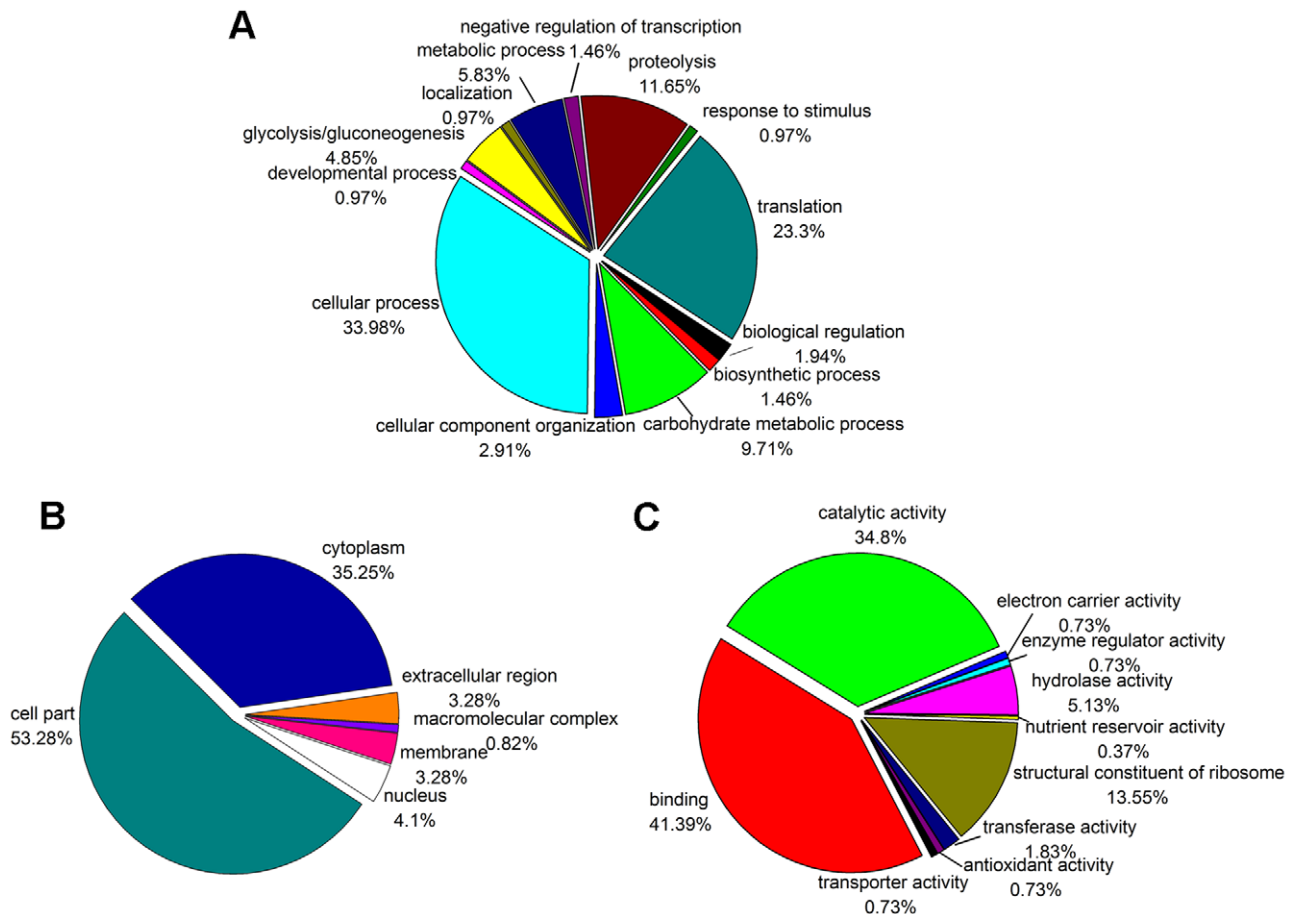 A
negative regulation of transcription
1.46%
metabolic process
5.83%
proteolysis
11.65%
localization
0.97%
response to stimulus
0.97%
glycolysis/gluconeogenesis
4.85%
developmental process
0.97%
translation
23.3%
cellular process
33.98%
biological regulation
1.94%
biosynthetic process
1.46%
cellular component organization
2.91%
carbohydrate metabolic process
9.71%
B
cytoplasm
35.25%
extracellular region
3.28%
macromolecular complex
0.82%
cell part
53.28%
membrane
3.28%
nucleus
4.1%
C
catalytic activity
34.8%
electron carrier activity
0.73%
enzyme regulator activity
0.73%
hydrolase activity
5.13%
nutrient reservoir activity
0.37%
structural constituent of ribosome
13.55%
binding
41.39%
transferase activity
1.83%
antioxidant activity
0.73%
transporter activity
0.73%